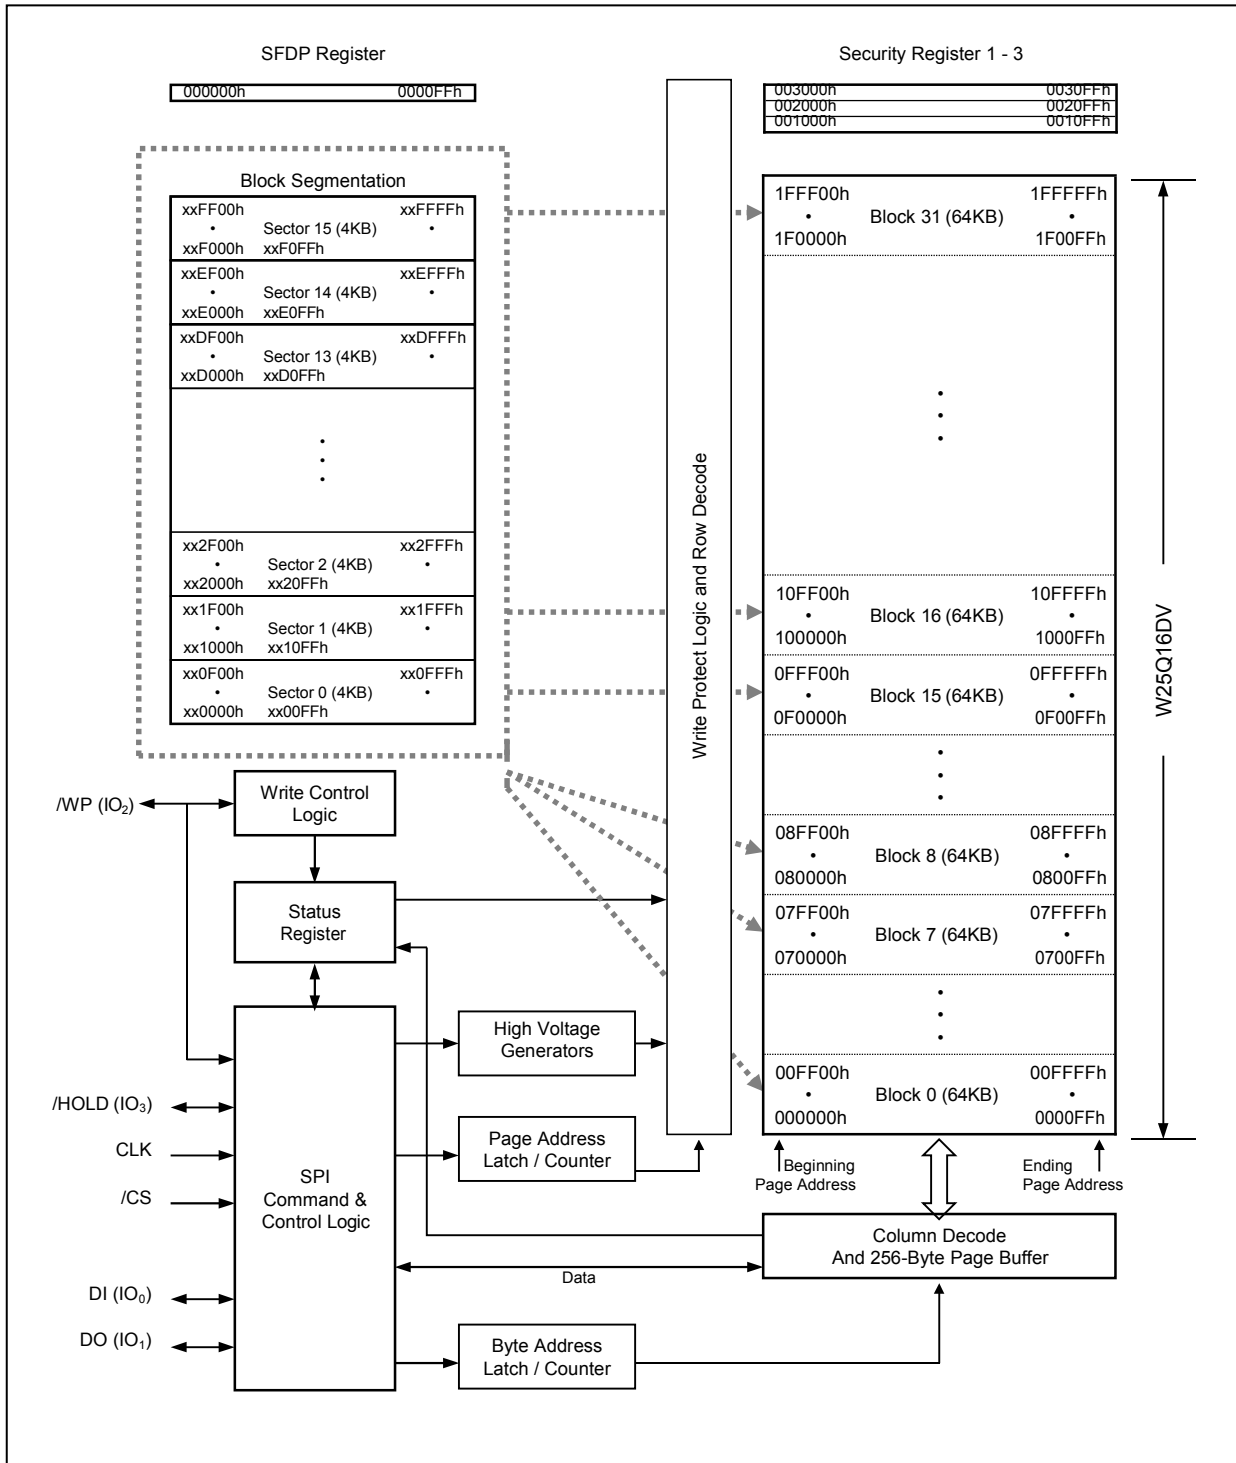 SFDP Register
000000h 0000FFh
Security Register 1 - 3
003000h 0030FFh
002000h 0020FFh
001000h 0010FFh
Block Segmentation
xxFF00h xxFFFFh
• Sector 15 (4KB) •
xxF000h xxF0FFh
xxEF00h xxEFFFh
• Sector 14 (4KB) •
xxE000h xxE0FFh
xxDF00h xxDFFFh
• Sector 13 (4KB) •
xxD000h xxD0FFh
xx2F00h xx2FFFh
• Sector 2 (4KB) •
xx2000h xx20FFh
xx1F00h xx1FFFh
• Sector 1 (4KB) •
xx1000h xx10FFh
xx0F00h xx0FFFh
• Sector 0 (4KB) •
xx0000h xx00FFh
Write Protect Logic and Row Decode
1FFF00h 1FFFFFh
• Block 31 (64KB) •
1F0000h 1F00FFh
10FF00h 10FFFFh
• Block 16 (64KB) •
100000h 1000FFh
0FFF00h 0FFFFFh
• Block 15 (64KB) •
0F0000h 0F00FFh
08FF00h 08FFFFh
• Block 8 (64KB) •
080000h 0800FFh
07FF00h 07FFFFh
• Block 7 (64KB) •
070000h 0700FFh
00FF00h 00FFFFh
• Block 0 (64KB) •
000000h 0000FFh
W25Q16DV
Beginning
Page Address
Ending
Page Address
/WP (IO₂)
Write Control
Logic
Status
Register
High Voltage
Generators
/HOLD (IO₃)
CLK
/CS
DI (IO₀)
DO (IO₁)
SPI
Command &
Control Logic
Page Address
Latch / Counter
Column Decode
And 256-Byte Page Buffer
Data
Byte Address
Latch / Counter